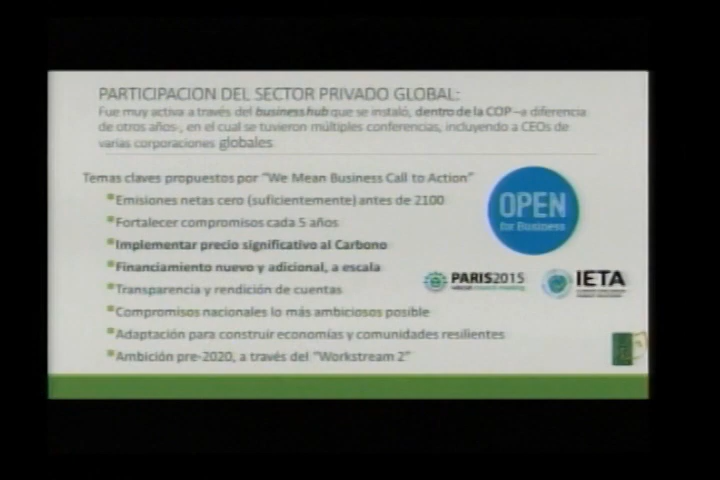 PARTICIPACION DEL SECTOR PRIVADO GLOBAL:
Fue muy activa a través del business hub que se instaló, dentro de la COP –a diferencia
de otros años-, en el cual se tuvieron múltiples conferencias, incluyendo a CEOs de
varias corporaciones globales
Temas claves propuestos por “We Mean Business Call to Action”
Emisiones netas cero (suficientemente) antes de 2100
Fortalecer compromisos cada 5 años
Implementar precio significativo al Carbono
Financiamiento nuevo y adicional, a escala
Transparencia y rendición de cuentas
Compromisos nacionales lo más ambiciosos posible
Adaptación para construir economías y comunidades resilientes
Ambición pre-2020, a través del “Workstream 2”
OPEN
for Business
PARIS2015
IETA